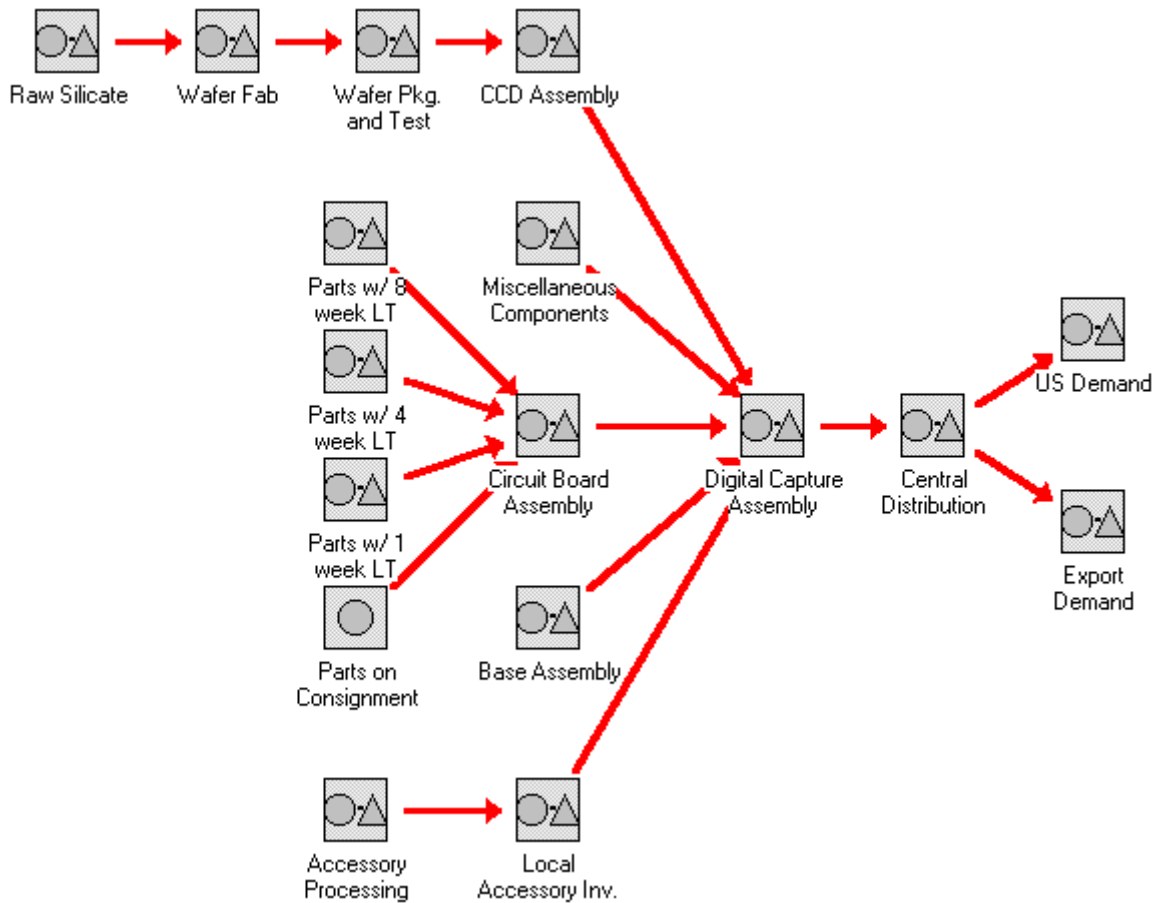 Raw Silicate
Wafer Fab
Wafer Pkg.
and Test
CCD Assembly
Parts w/ 8
week LT
Miscellaneous
Components
US Demand
Parts w/ 4
week LT
Circuit Board
Assembly
Digital Capture
Assembly
Central
Distribution
Parts w/ 1
week LT
Export
Demand
Parts on
Consignment
Base Assembly
Accessory
Processing
Local
Accessory Inv.